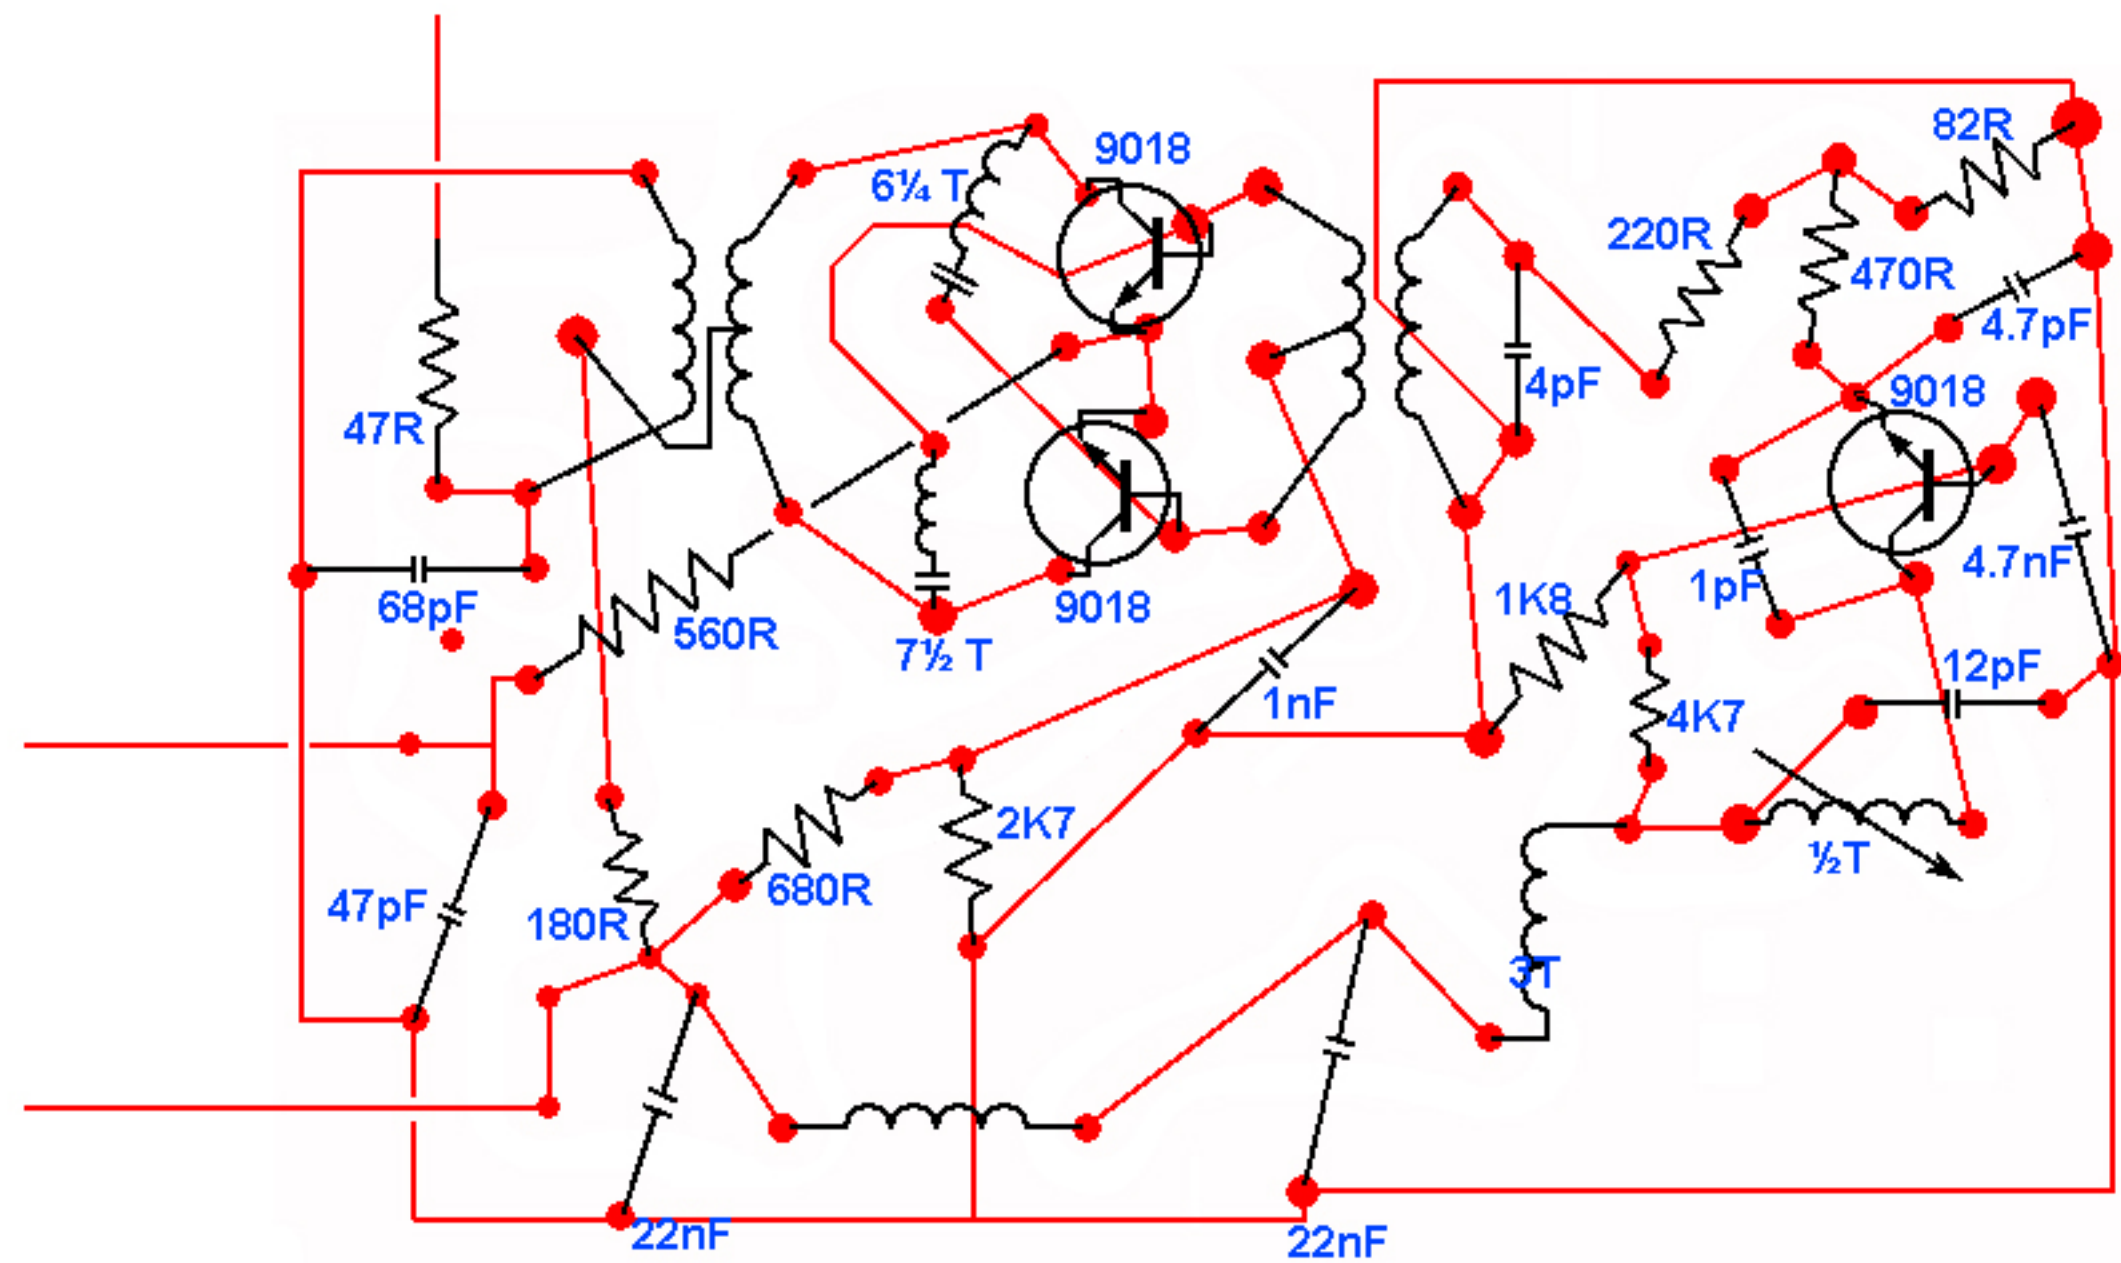 82R
9018
6¼ T
220R
470R
4.7pF
4pF
9018
47R
4.7nF
1pF
68pF
560R
9018
1K8
7½ T
12pF
1nF
4K7
2K7
½T
680R
47pF
180R
3T
22nF
22nF